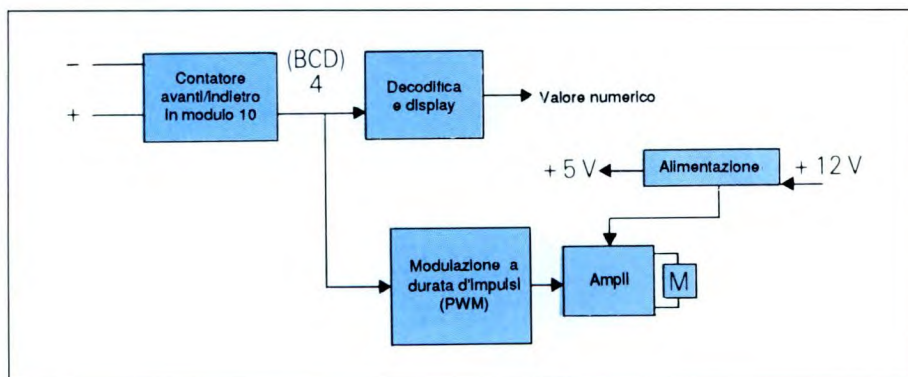 −
+
Contatore
avanti/indietro
in modulo 10
(BCD)
4
Decodifica
e display
Valore numerico
+ 5 V
Alimentazione
+ 12 V
Modulazione a
durata d'impulsi
(PWM)
Ampli
M